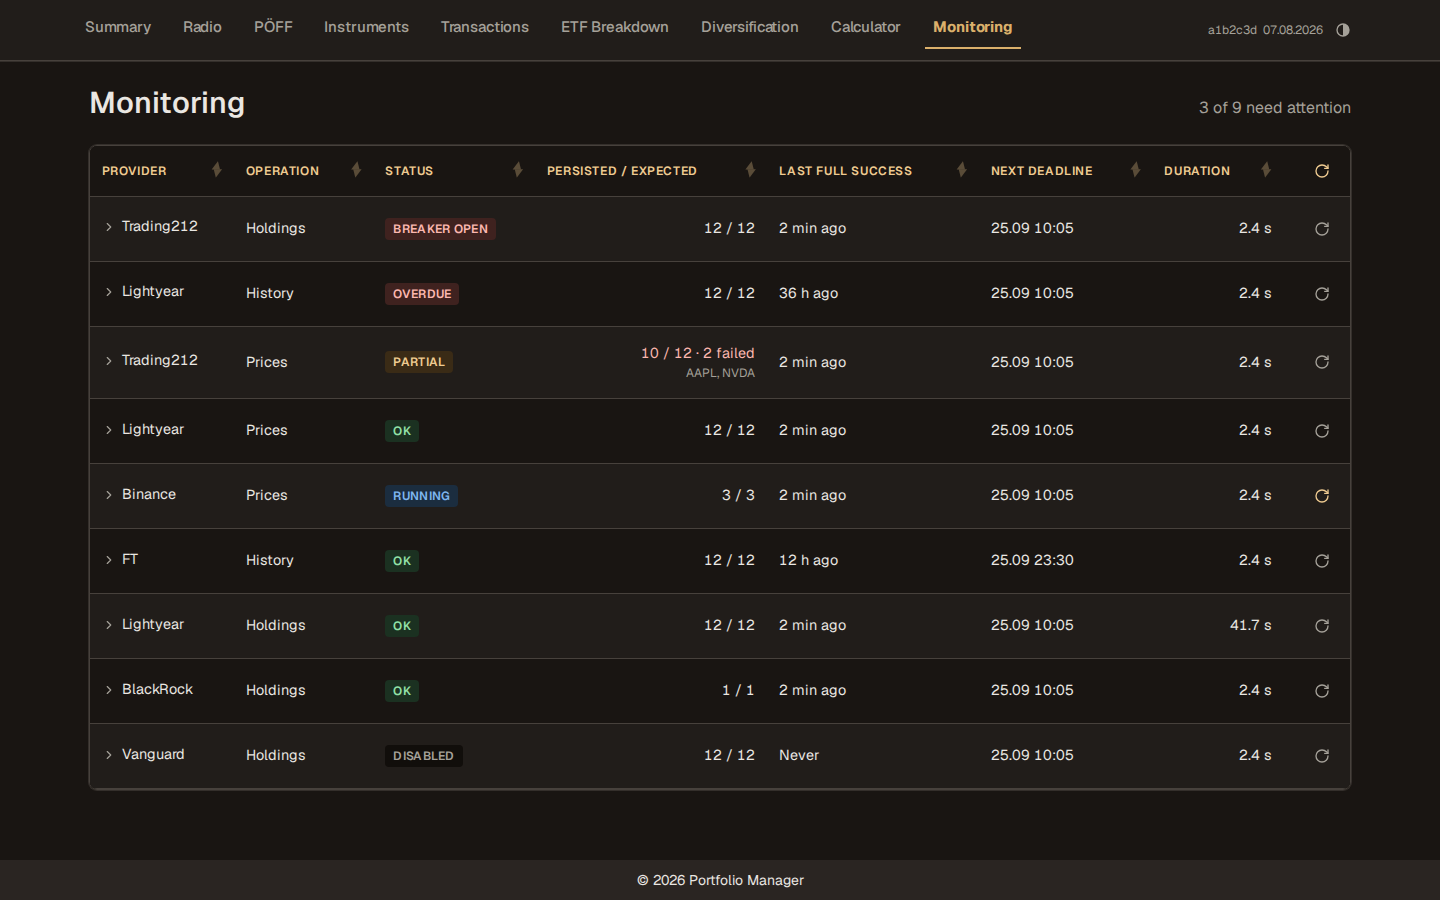 Summary Radio PÖFF Instruments Transactions ETF Breakdown Diversification Calculator Monitoring a1b2c3d 07.08.2026
Monitoring 3 of 9 need attention
PROVIDER OPERATION STATUS PERSISTED / EXPECTED LAST FULL SUCCESS NEXT DEADLINE DURATION
Trading212 Holdings BREAKER OPEN 12 / 12 2 min ago 25.09 10:05 2.4 s
Lightyear History OVERDUE 12 / 12 36 h ago 25.09 10:05 2.4 s
Trading212 Prices PARTIAL 10 / 12 · 2 failed 2 min ago 25.09 10:05 2.4 s
AAPL, NVDA
Lightyear Prices OK 12 / 12 2 min ago 25.09 10:05 2.4 s
Binance Prices RUNNING 3 / 3 2 min ago 25.09 10:05 2.4 s
FT History OK 12 / 12 12 h ago 25.09 23:30 2.4 s
Lightyear Holdings OK 12 / 12 2 min ago 25.09 10:05 41.7 s
BlackRock Holdings OK 1 / 1 2 min ago 25.09 10:05 2.4 s
Vanguard Holdings DISABLED 12 / 12 Never 25.09 10:05 2.4 s
© 2026 Portfolio Manager